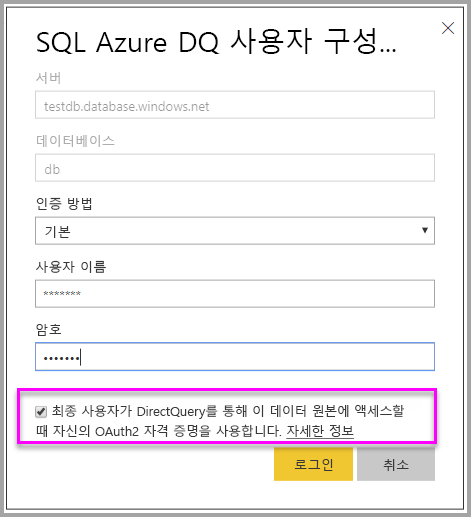 SQL Azure DQ 사용자 구성...
서버
testdb.database.windows.net
데이터베이스
db
인증 방법
기본
사용자 이름
*******
암호
•••••••
최종 사용자가 DirectQuery를 통해 이 데이터 원본에 액세스할
때 자신의 OAuth2 자격 증명을 사용합니다. 자세한 정보
로그인 취소